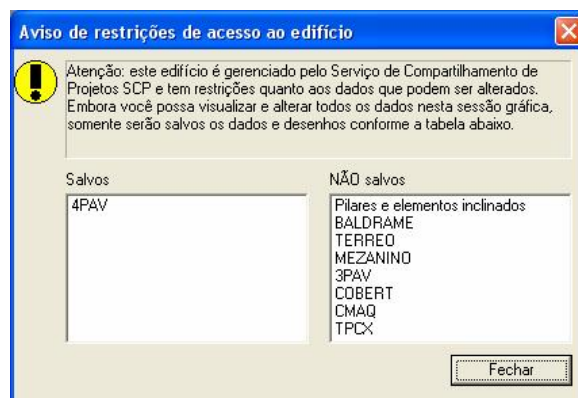 Aviso de restrições de acesso ao edifício
Atenção: este edifício é gerenciado pelo Serviço de Compartilhamento de
Projetos SCP e tem restrições quanto aos dados que podem ser alterados.
Embora você possa visualizar e alterar todos os dados nesta sessão gráfica,
somente serão salvos os dados e desenhos conforme a tabela abaixo.
Salvos
4PAV
NÃO salvos
Pilares e elementos inclinados
BALDRAME
TERREO
MEZANINO
3PAV
COBERT
CMAQ
TPCX
Fechar